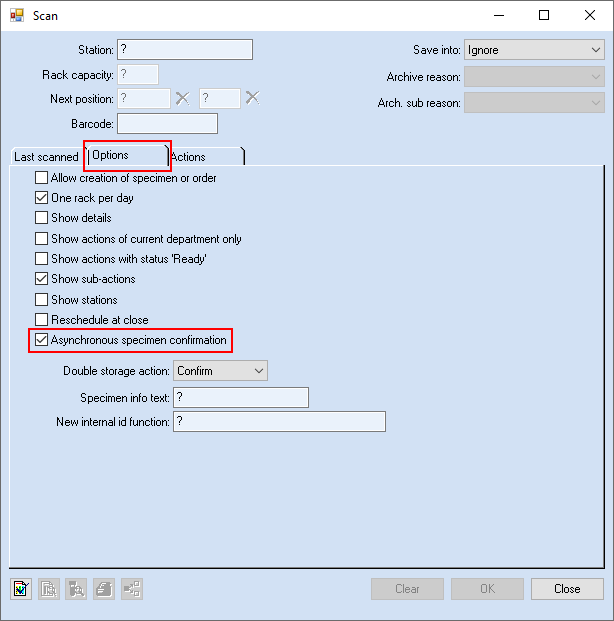 Scan
Station: ?
Save into: Ignore
Rack capacity: ?
Archive reason:
Next position: ? ?
Arch. sub reason:
Barcode:
Last scanned Options Actions
Allow creation of specimen or order
One rack per day
Show details
Show actions of current department only
Show actions with status 'Ready'
Show sub-actions
Show stations
Reschedule at close
Asynchronous specimen confirmation
Double storage action: Confirm
Specimen info text: ?
New internal id function: ?
Clear OK Close